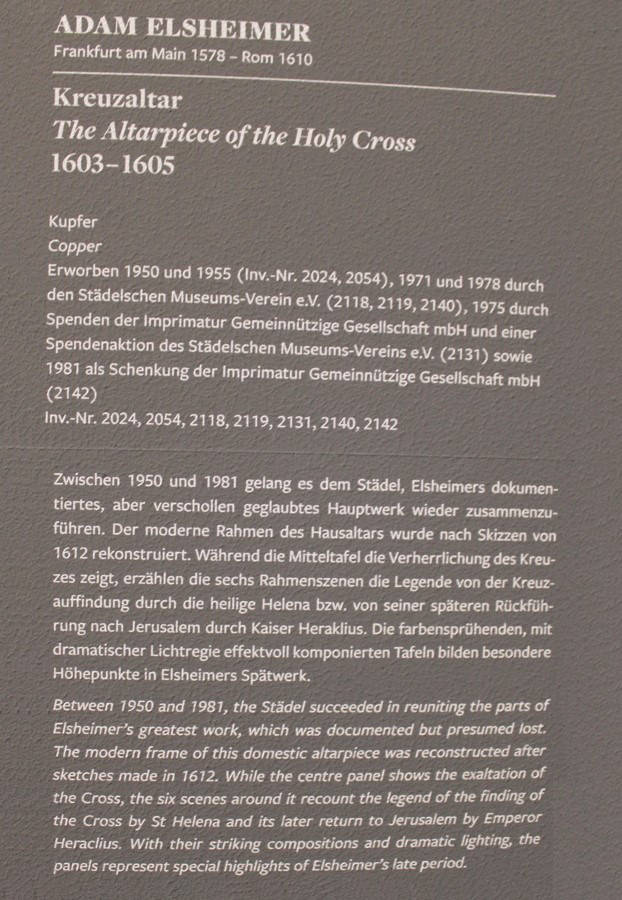 ADAM ELSHEIMER
Frankfurt am Main 1578 – Rom 1610
Kreuzaltar
The Altarpiece of the Holy Cross
1603–1605
Kupfer
Copper
Erworben 1950 und 1955 (Inv.-Nr. 2024, 2054), 1971 und 1978 durch
den Städelschen Museums-Verein e.V. (2118, 2119, 2140), 1975 durch
Spenden der Imprimatur Gemeinnützige Gesellschaft mbH und einer
Spendenaktion des Städelschen Museums-Vereins e.V. (2131) sowie
1981 als Schenkung der Imprimatur Gemeinnützige Gesellschaft mbH
(2142)
Inv.-Nr. 2024, 2054, 2118, 2119, 2131, 2140, 2142
Zwischen 1950 und 1981 gelang es dem Städel, Elsheimers dokumen-
tiertes, aber verschollen geglaubtes Hauptwerk wieder zusammenzu-
führen. Der moderne Rahmen des Hausaltars wurde nach Skizzen von
1612 rekonstruiert. Während die Mitteltafel die Verherrlichung des Kreu-
zes zeigt, erzählen die sechs Rahmenszenen die Legende von der Kreuz-
auffindung durch die heilige Helena bzw. von seiner späteren Rückfüh-
rung nach Jerusalem durch Kaiser Heraklius. Die farbensprühenden, mit
dramatischer Lichtregie effektvoll komponierten Tafeln bilden besondere
Höhepunkte in Elsheimers Spätwerk.
Between 1950 and 1981, the Städel succeeded in reuniting the parts of
Elsheimer's greatest work, which was documented but presumed lost.
The modern frame of this domestic altarpiece was reconstructed after
sketches made in 1612. While the centre panel shows the exaltation of
the Cross, the six scenes around it recount the legend of the finding of
the Cross by St Helena and its later return to Jerusalem by Emperor
Heraclius. With their striking compositions and dramatic lighting, the
panels represent special highlights of Elsheimer's late period.